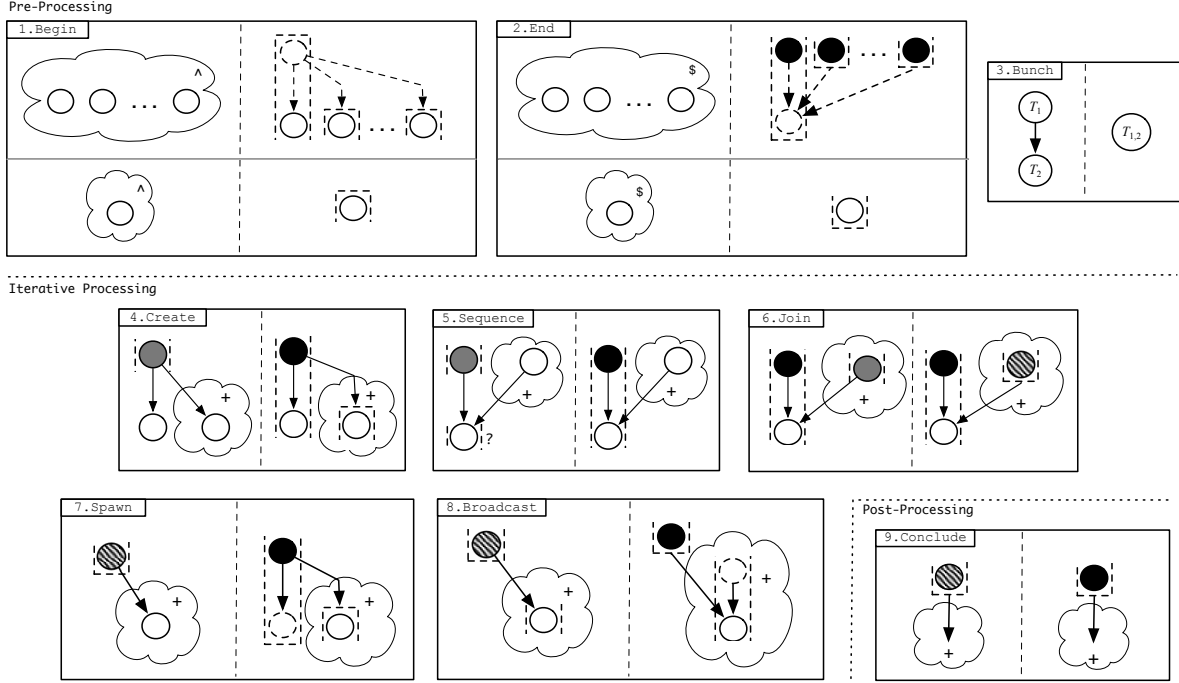 Pre-Processing
1.Begin
^
...
...
^
2.End
$
...
...
$
3.Bunch
T1
T2
T1,2
Iterative Processing
4.Create
+
+
5.Sequence
+
?
+
6.Join
+
+
7.Spawn
+
+
8.Broadcast
+
+
Post-Processing
9.Conclude
+
+